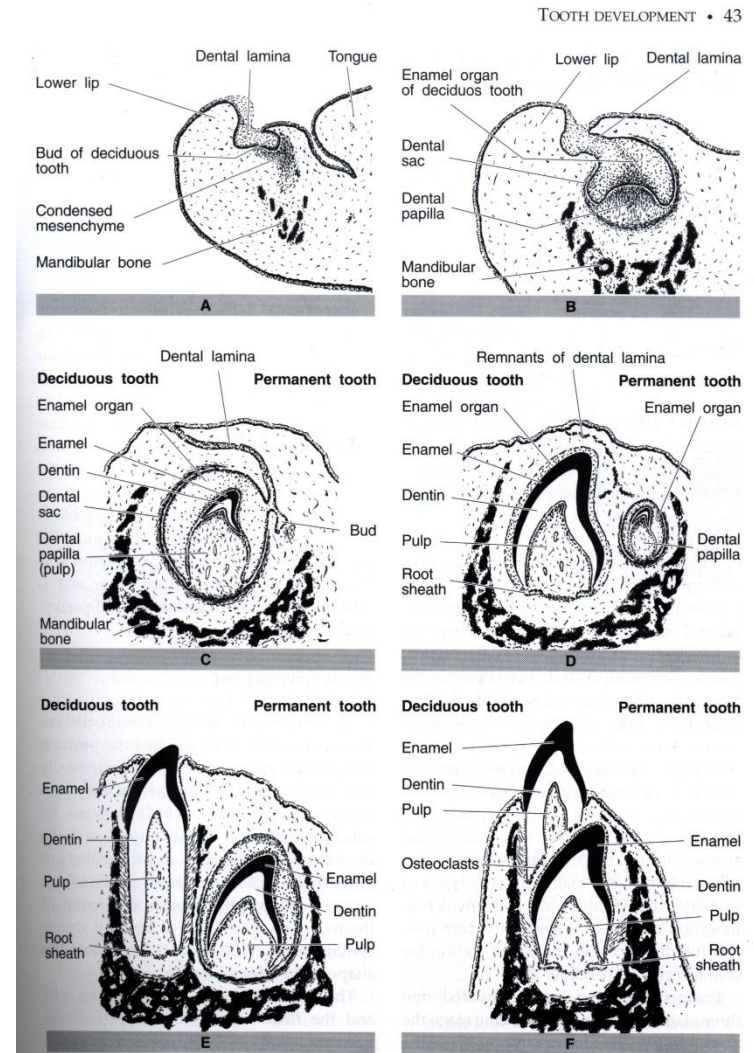 TOOTH DEVELOPMENT • 43
Dental lamina
Tongue
Lower lip
Bud of deciduous
tooth
Condensed
mesenchyme
Mandibular bone
A
Lower lip
Dental lamina
Enamel organ
of deciduos tooth
Dental
sac
Dental
papilla
Mandibular
bone
B
Dental lamina
Deciduous tooth
Permanent tooth
Enamel organ
Enamel
Dentin
Dental
sac
Dental
papilla
(pulp)
Mandibular
bone
Bud
C
Remnants of dental lamina
Deciduous tooth
Permanent tooth
Enamel organ
Enamel
Dentin
Pulp
Root
sheath
Enamel organ
Dental
papilla
D
Deciduous tooth
Permanent tooth
Enamel
Dentin
Pulp
Root
sheath
Enamel
Dentin
Pulp
E
Deciduous tooth
Permanent tooth
Enamel
Dentin
Pulp
Osteoclasts
Enamel
Dentin
Pulp
Root
sheath
F